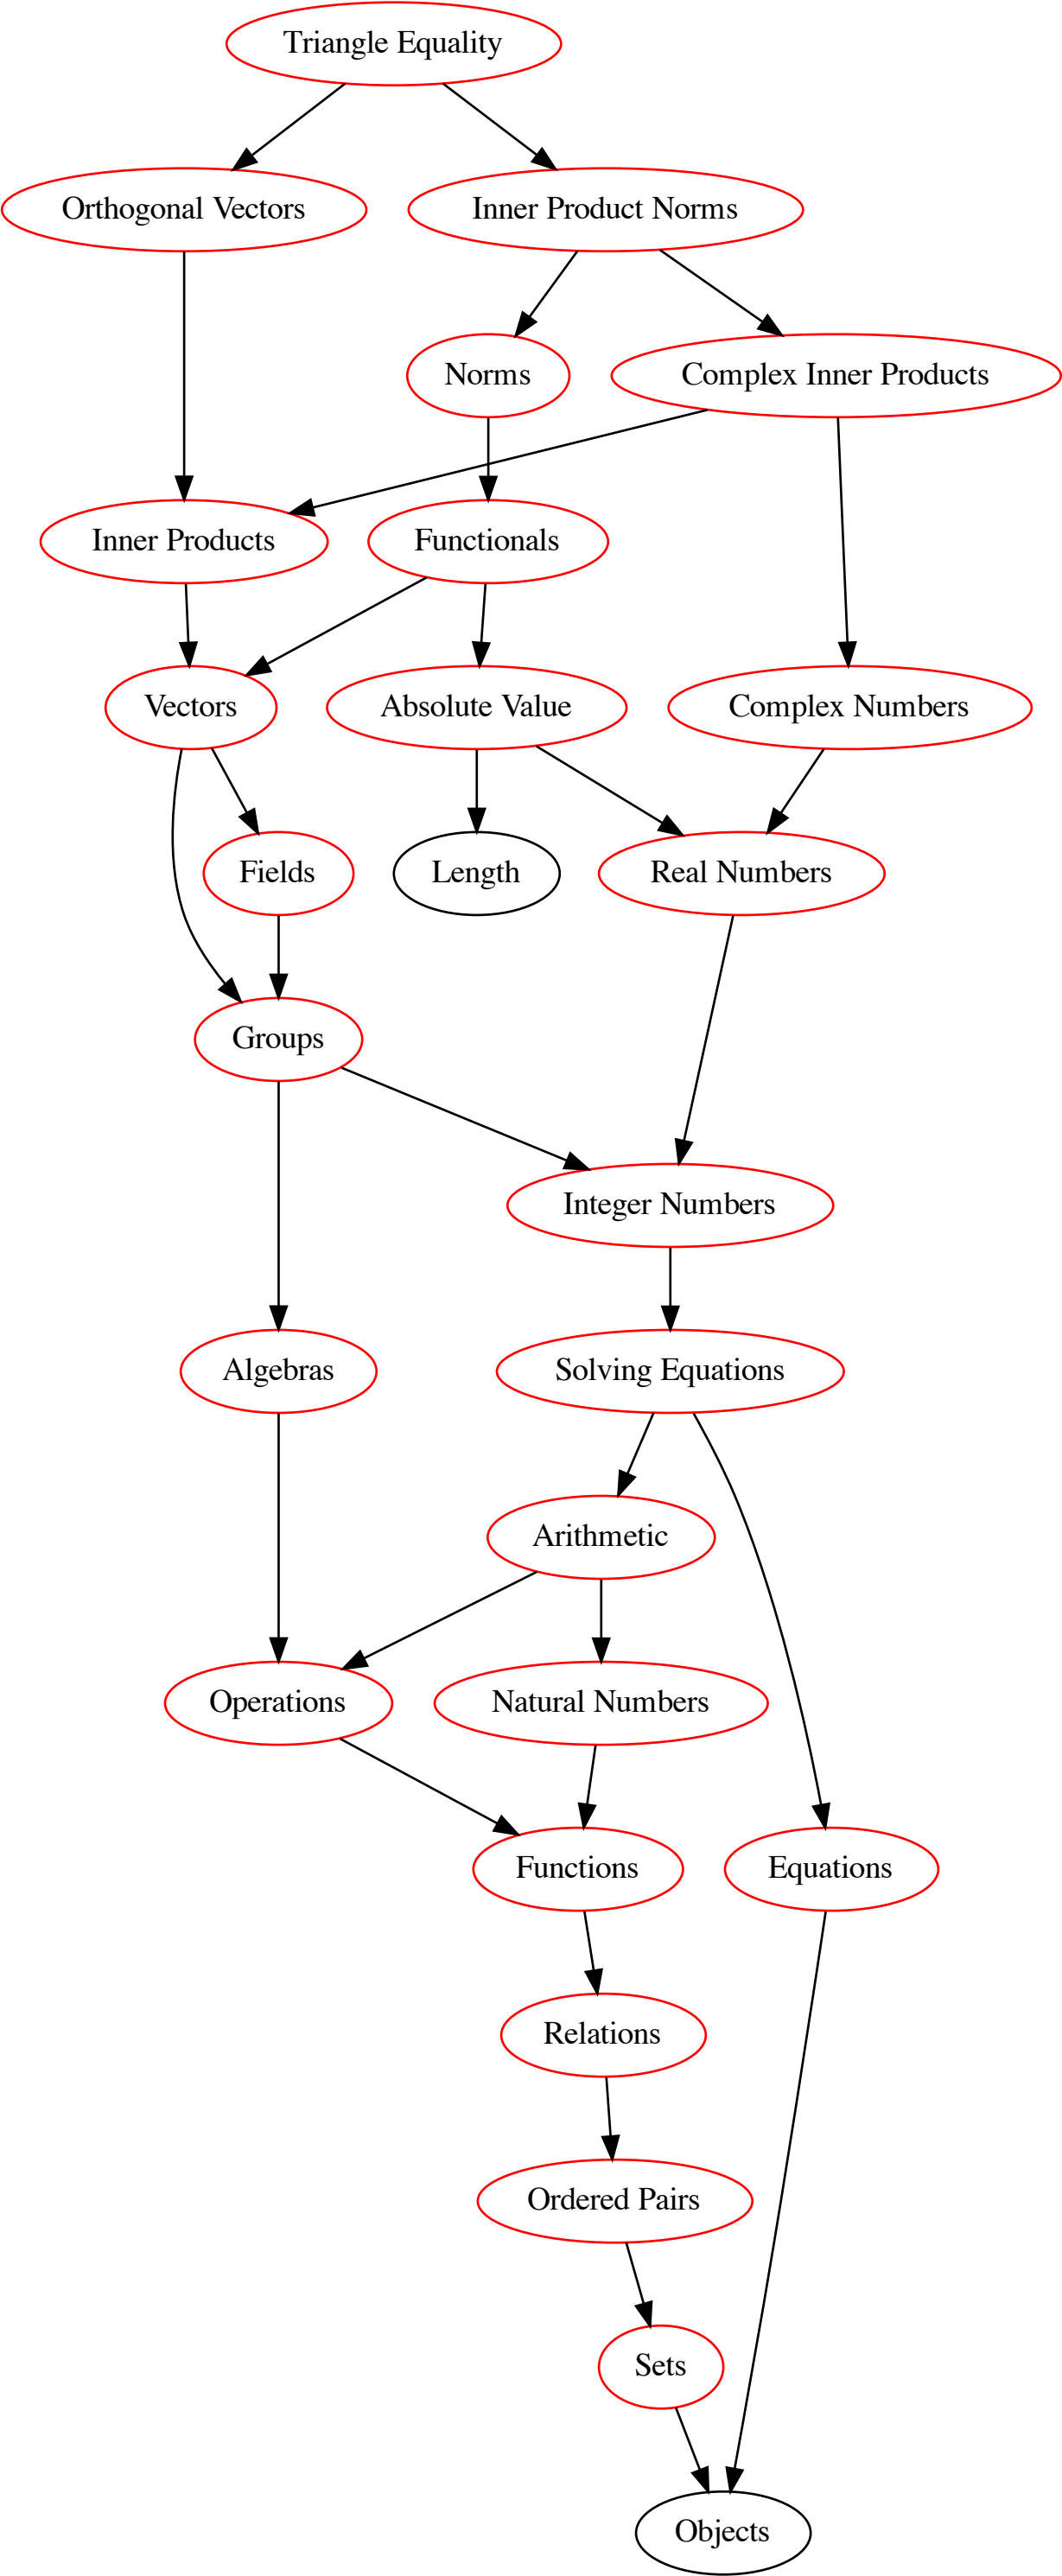 Triangle Equality
Orthogonal Vectors
Inner Product Norms
Norms
Complex Inner Products
Inner Products
Functionals
Vectors
Absolute Value
Complex Numbers
Fields
Length
Real Numbers
Groups
Integer Numbers
Algebras
Solving Equations
Arithmetic
Operations
Natural Numbers
Functions
Equations
Relations
Ordered Pairs
Sets
Objects